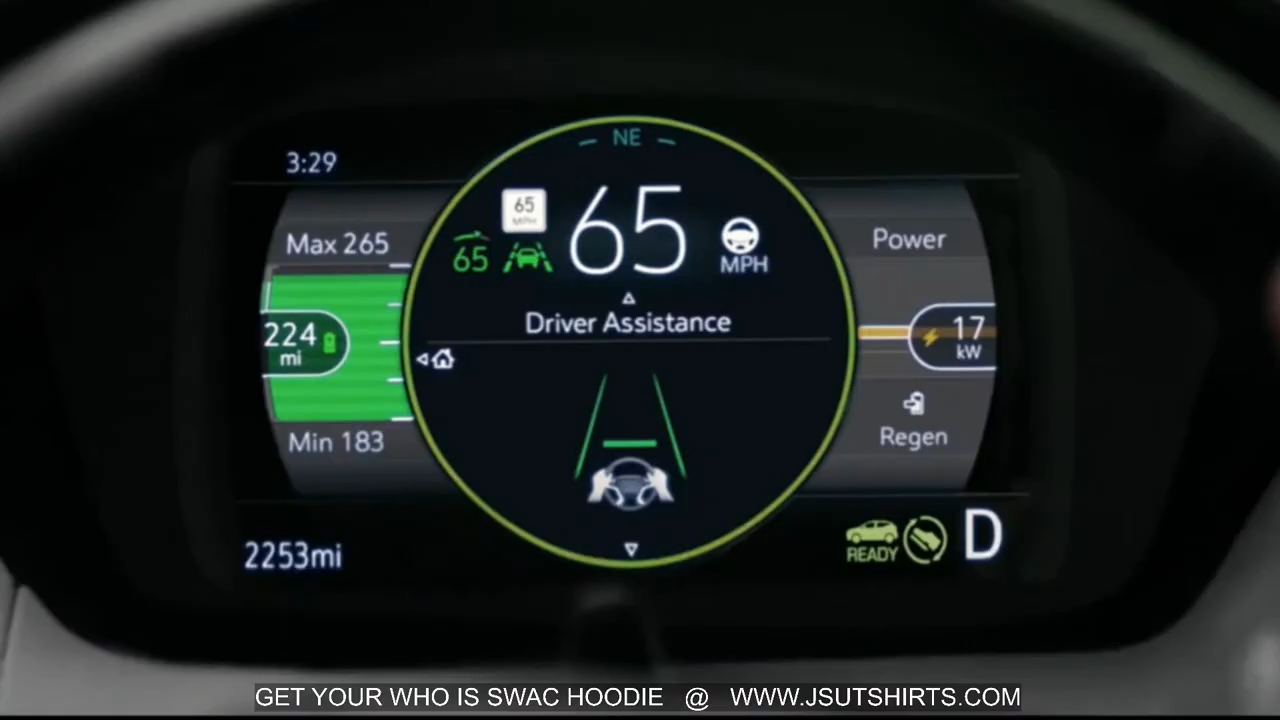 NE
3:29
65
MPH
65
65
MPH
Max 265
Power
Driver Assistance
224
mi
17
kW
Min 183
Regen
2253mi
READY
D
GET YOUR WHO IS SWAC HOODIE @ WWW.JSUTSHIRTS.COM